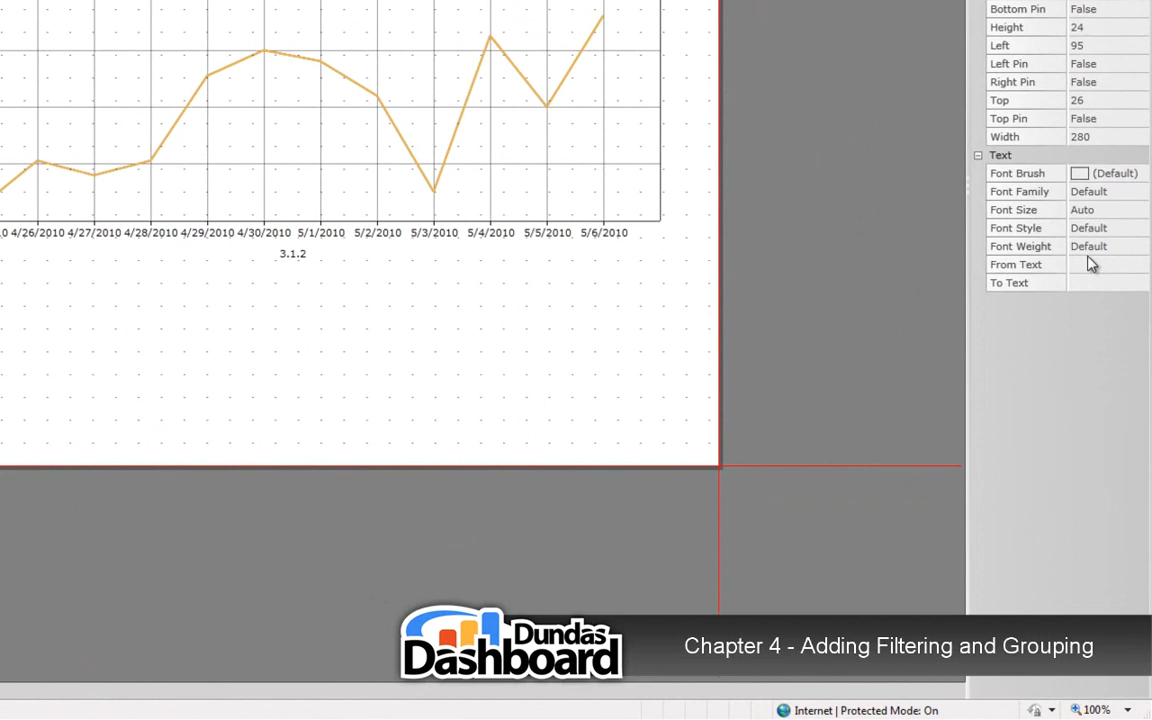 Bottom Pin False
Height 24
Left 95
Left Pin False
Right Pin False
Top 26
Top Pin False
Width 280
Text
Font Brush (Default)
Font Family Default
Font Size Auto
Font Style Default
Font Weight Default
From Text
To Text
0 4/26/2010 4/27/2010 4/28/2010 4/29/2010 4/30/2010 5/1/2010 5/2/2010 5/3/2010 5/4/2010 5/5/2010 5/6/2010
3.1.2
Dundas
Dashboard
Chapter 4 - Adding Filtering and Grouping
Internet | Protected Mode: On
100%